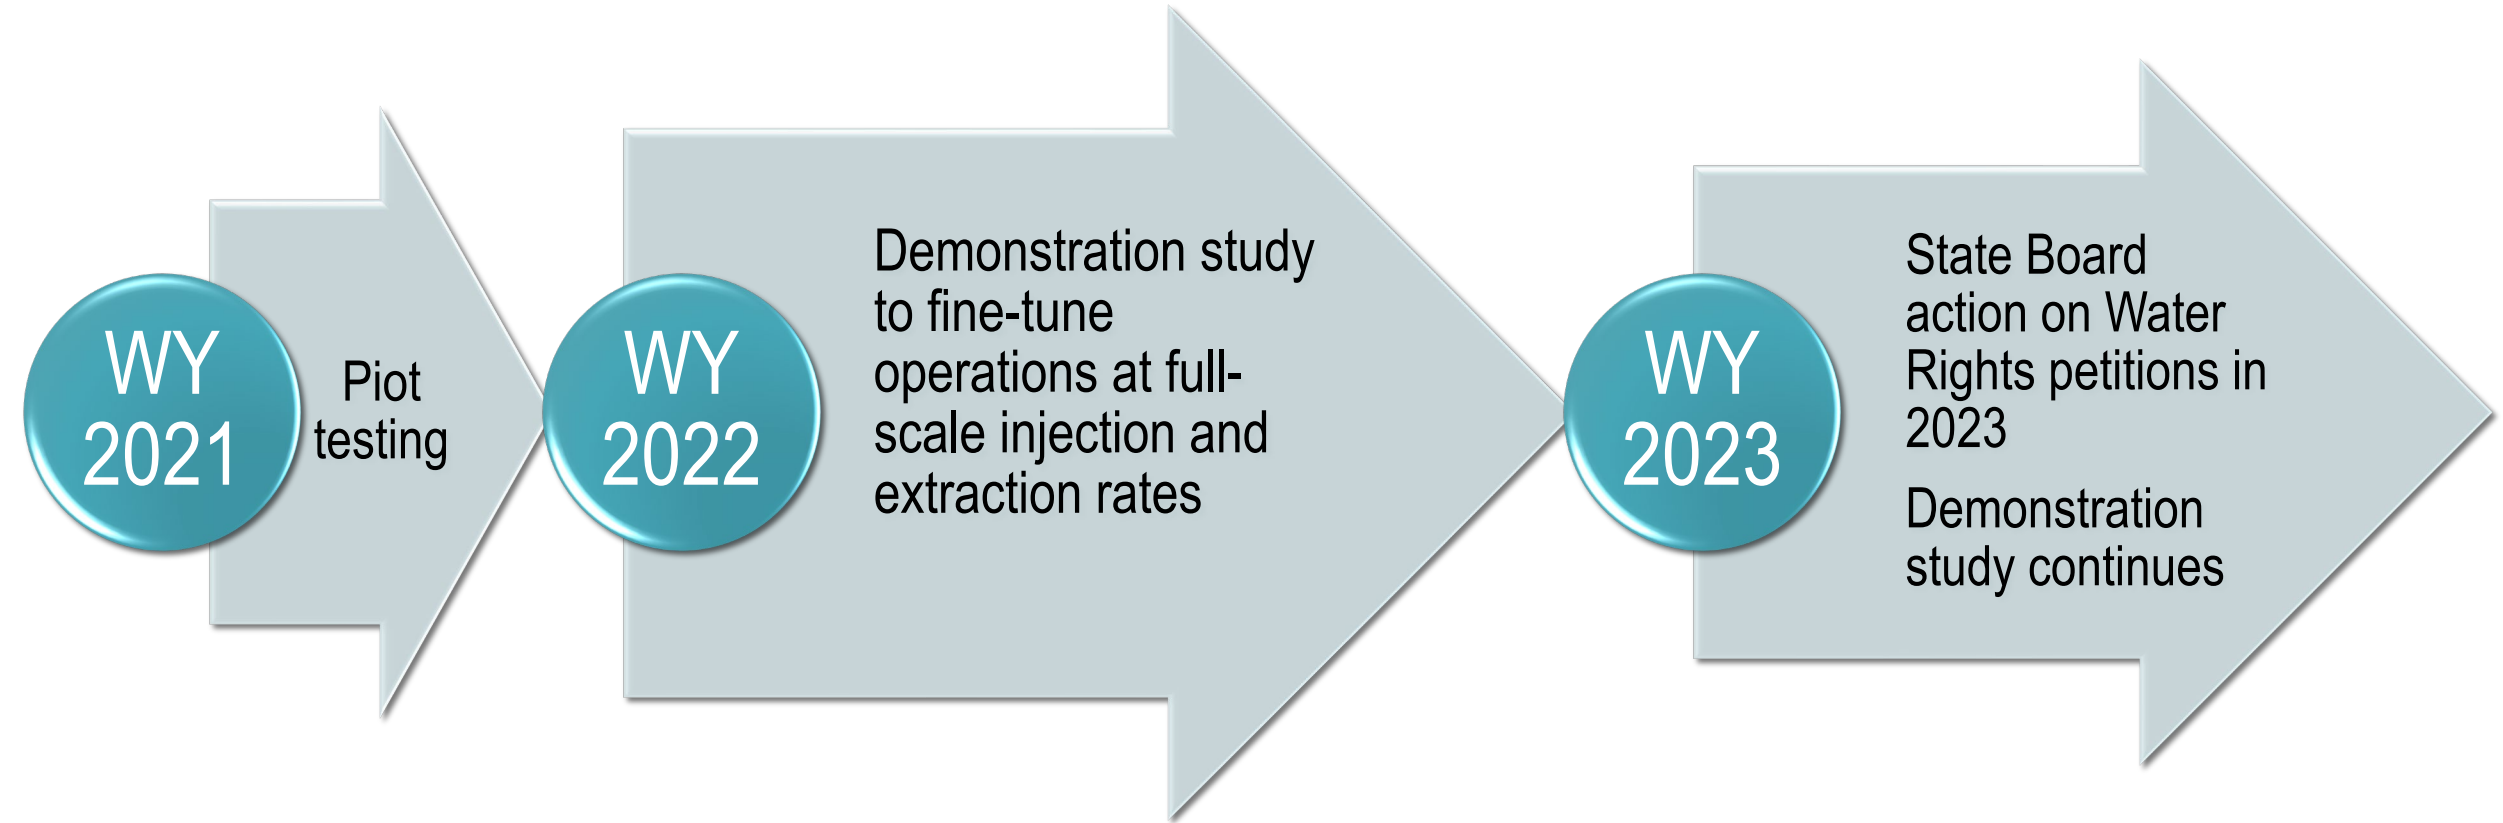 WY
2021
Piot
testing
WY
2022
Demonstration study
to fine-tune
operations at full-
scale injection and
extraction rates
WY
2023
State Board
action on Water
Rights petitions in
2023
Demonstration
study continues